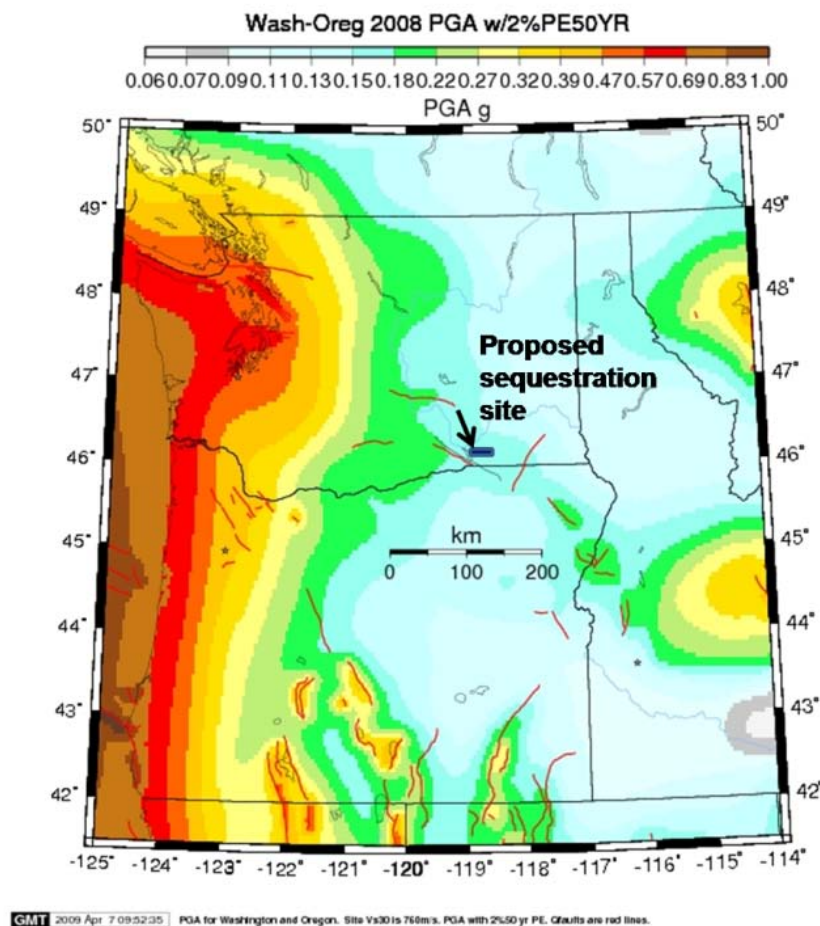 Wash-Oreg 2008 PGA w/2%PE50YR
0.06 0.07 0.09 0.11 0.13 0.15 0.18 0.22 0.27 0.32 0.39 0.47 0.57 0.69 0.83 1.00
PGA g
50° 50°
49° 49°
48° 48°
Proposed
sequestration
site
47° 47°
46° 46°
km
45° 45°
0 100 200
44° 44°
43° 43°
42° 42°
-125° -124° -123° -122° -121° -120° -119° -118° -117° -116° -115° -114°
GMT 2009 Apr 7 09:52:35 PGA for Washington and Oregon. Site Vs30 is 760m/s. PGA with 2%50 yr PE. Qfaults are red lines.